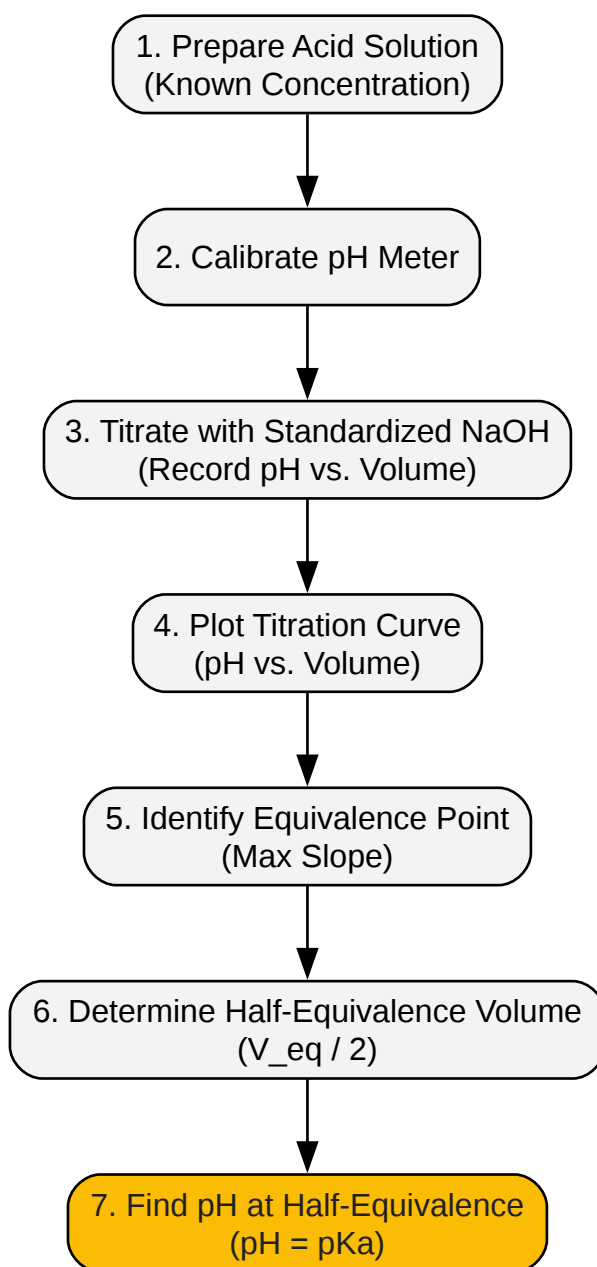 1. Prepare Acid Solution
(Known Concentration)
2. Calibrate pH Meter
3. Titrate with Standardized NaOH
(Record pH vs. Volume)
4. Plot Titration Curve
(pH vs. Volume)
5. Identify Equivalence Point
(Max Slope)
6. Determine Half-Equivalence Volume
(V_eq / 2)
7. Find pH at Half-Equivalence
(pH = pKa)